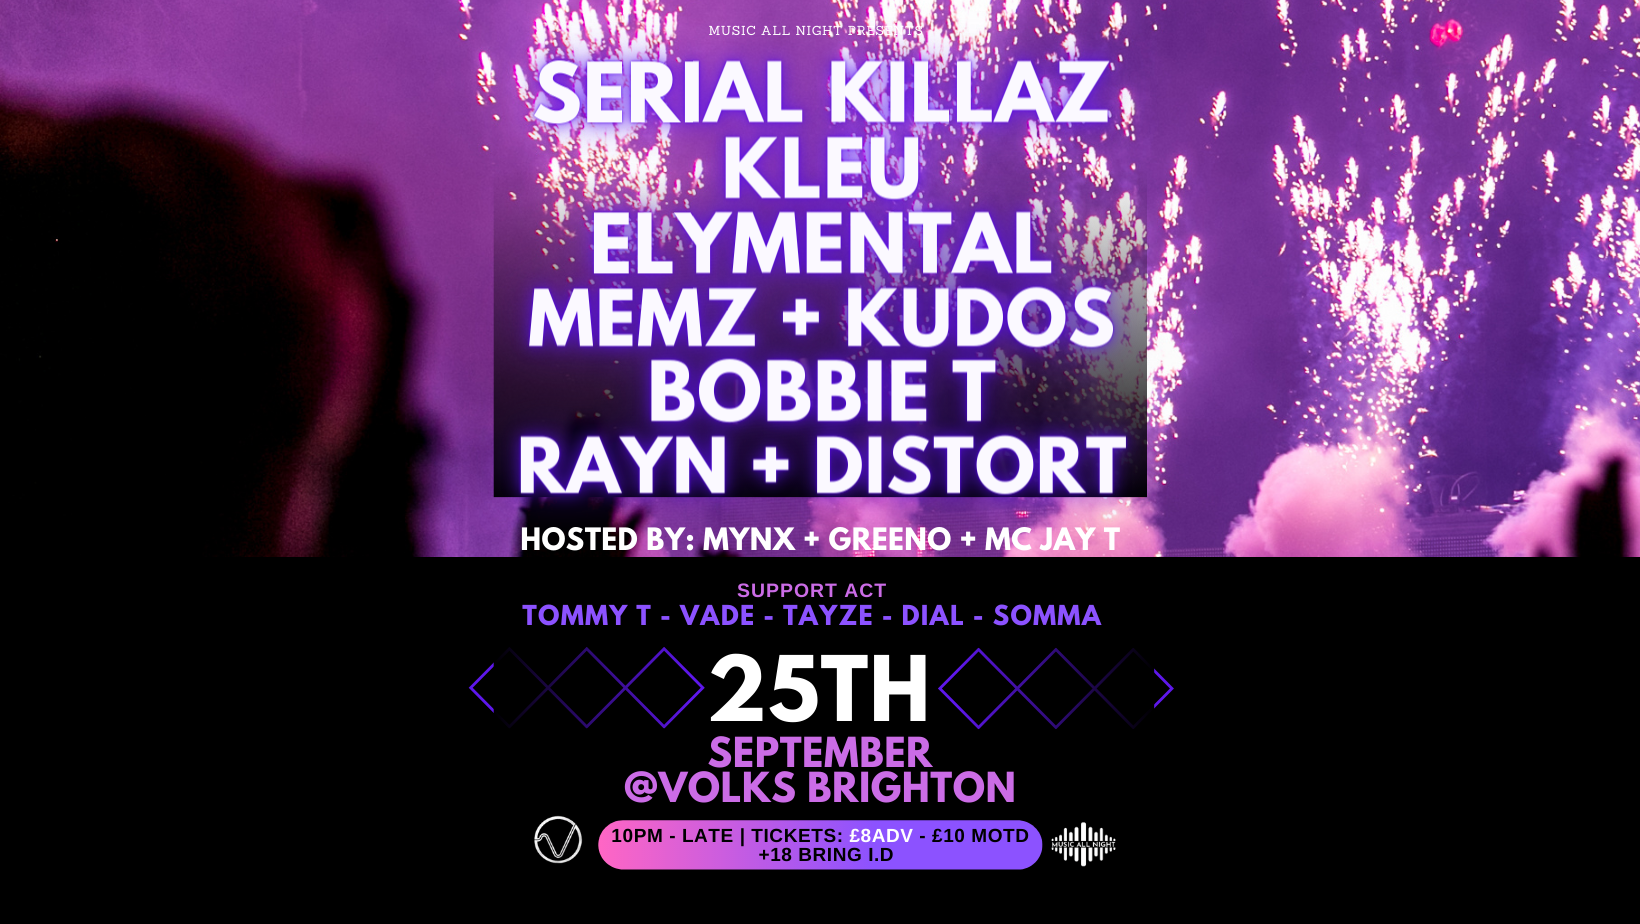 MUSIC ALL NIGHT PRESENTS
SERIAL KILLAZ
KLEU
ELYMENTAL
MEMZ + KUDOS
BOBBIE T
RAYN + DISTORT
HOSTED BY: MYNX + GREENO + MC JAY T
SUPPORT ACT
TOMMY T - VADE - TAYZE - DIAL - SOMMA
25TH
SEPTEMBER
@VOLKS BRIGHTON
10PM - LATE | TICKETS: £8ADV - £10 MOTD
+18 BRING I.D
MUSIC ALL NIGHT